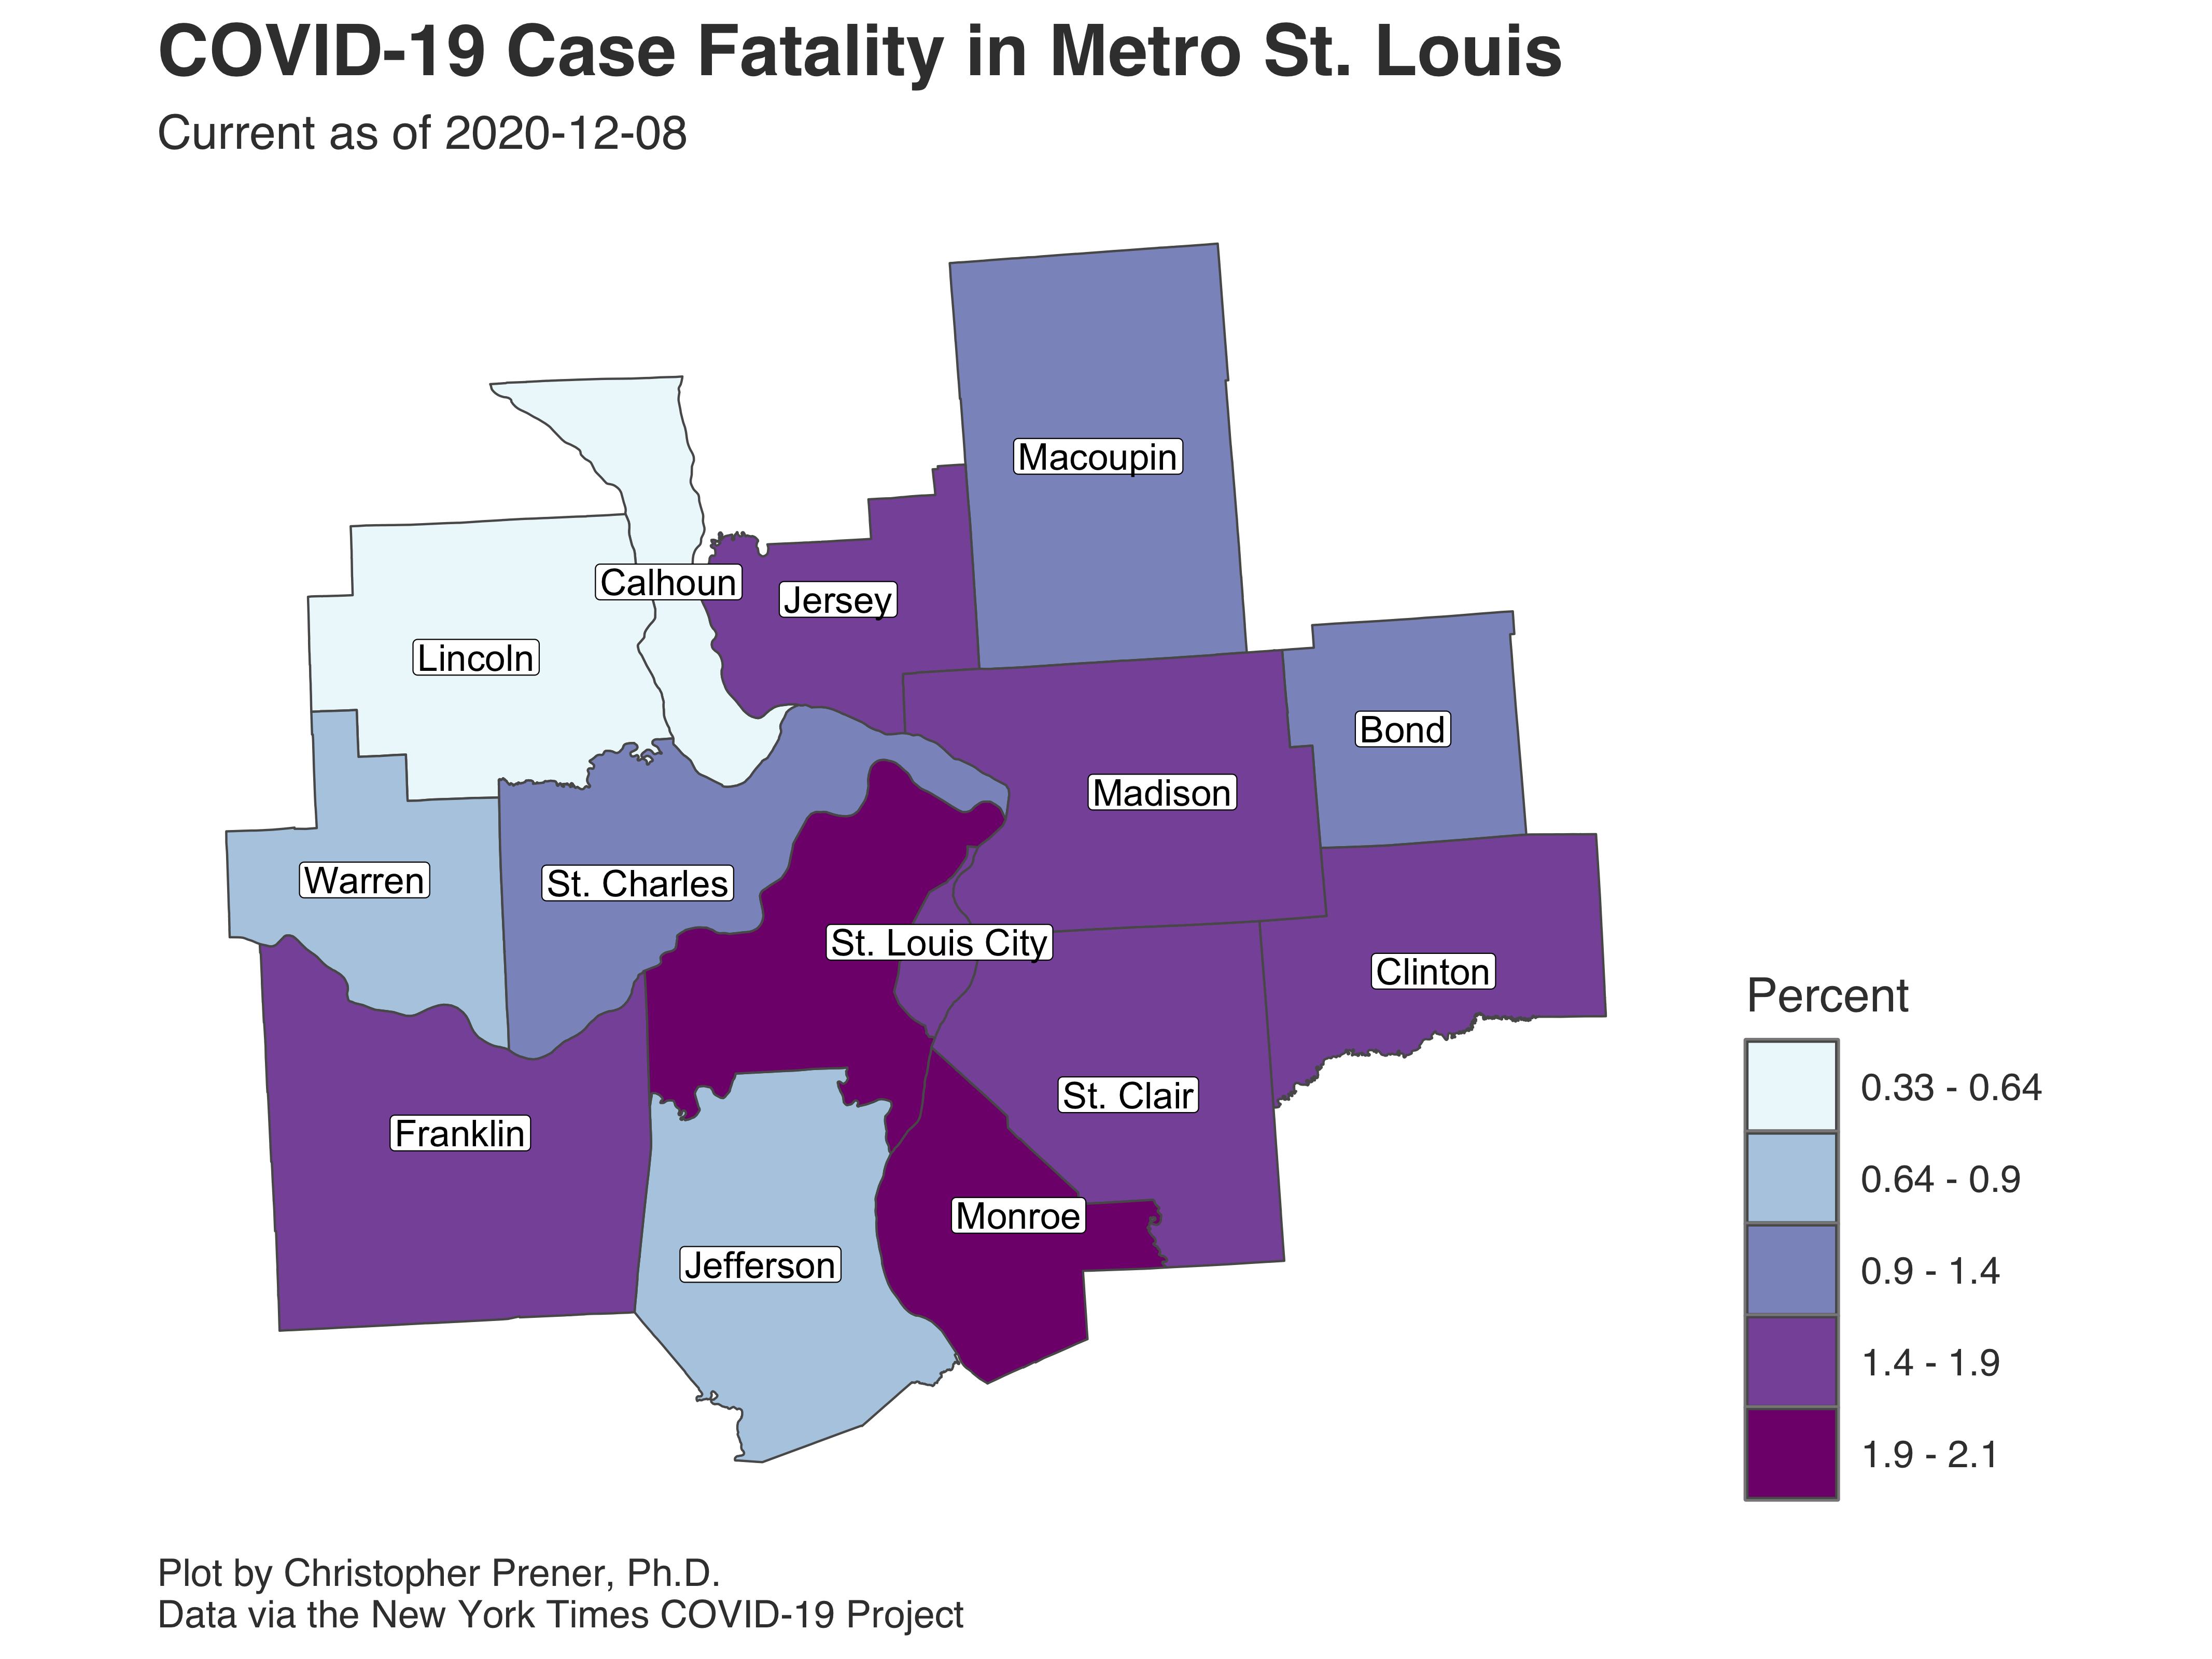 COVID-19 Case Fatality in Metro St. Louis
Current as of 2020-12-08
Macoupin
Calhoun
Jersey
Lincoln
Bond
Madison
Warren
St. Charles
St. Louis City
Clinton
St. Clair
Franklin
Monroe
Jefferson
Percent
0.33 - 0.64
0.64 - 0.9
0.9 - 1.4
1.4 - 1.9
1.9 - 2.1
Plot by Christopher Prener, Ph.D.
Data via the New York Times COVID-19 Project